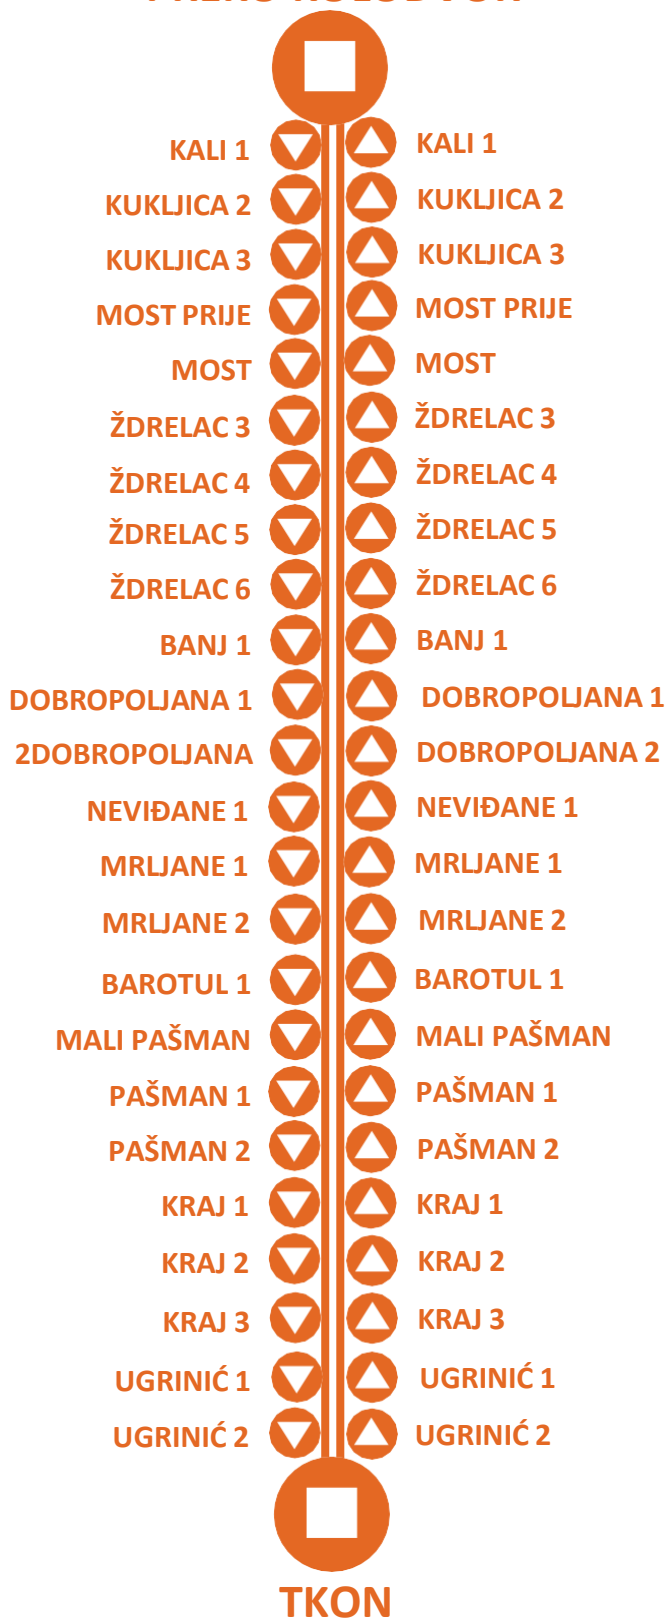 KALI 1 KALI 1
KUKLJICA 2 KUKLJICA 2
KUKLJICA 3 KUKLJICA 3
MOST PRIJE MOST PRIJE
MOST MOST
ŽDRELAC 3 ŽDRELAC 3
ŽDRELAC 4 ŽDRELAC 4
ŽDRELAC 5 ŽDRELAC 5
ŽDRELAC 6 ŽDRELAC 6
BANJ 1 BANJ 1
DOBROPOLJANA 1 DOBROPOLJANA 1
2DOBROPOLJANA DOBROPOLJANA 2
NEVIĐANE 1 NEVIĐANE 1
MRLJANE 1 MRLJANE 1
MRLJANE 2 MRLJANE 2
BAROTUL 1 BAROTUL 1
MALI PAŠMAN MALI PAŠMAN
PAŠMAN 1 PAŠMAN 1
PAŠMAN 2 PAŠMAN 2
KRAJ 1 KRAJ 1
KRAJ 2 KRAJ 2
KRAJ 3 KRAJ 3
UGRINIĆ 1 UGRINIĆ 1
UGRINIĆ 2 UGRINIĆ 2
TKON